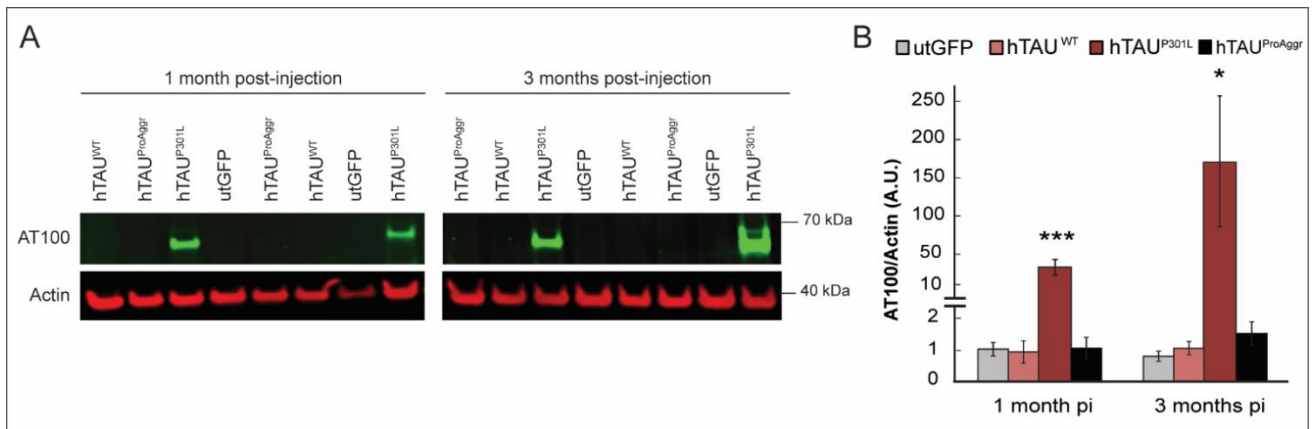 A
1 month post-injection
3 months post-injection
hTAU^WT
hTAU^ProAggr
hTAU^P301L
utGFP
hTAU^ProAggr
hTAU^WT
utGFP
hTAU^P301L
hTAU^ProAggr
hTAU^WT
hTAU^P301L
utGFP
hTAU^WT
hTAU^ProAggr
utGFP
hTAU^P301L
AT100
70 kDa
Actin
40 kDa
B
utGFP hTAU^WT hTAU^P301L hTAU^ProAggr
AT100/Actin (A.U.)
250
200
150
100
50
10
2
1
0
***
*
1 month pi
3 months pi